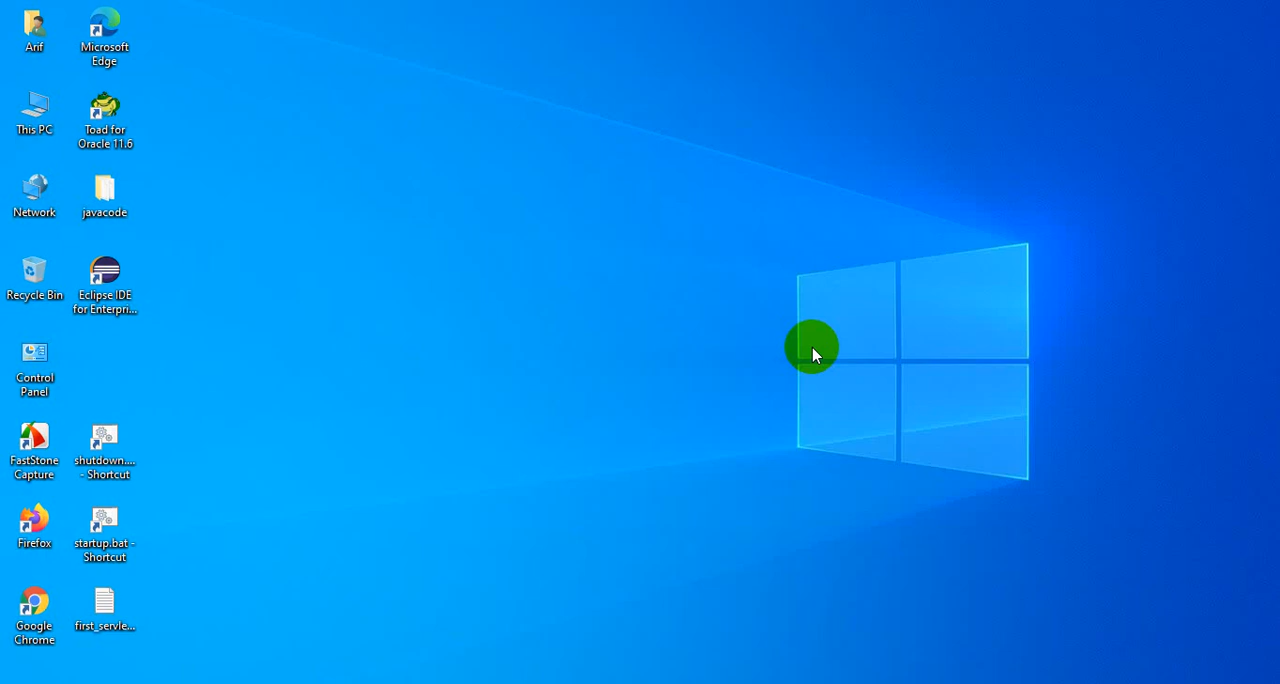 Arif
Microsoft
Edge
This PC
Toad for
Oracle 11.6
Network
javacode
Recycle Bin
Eclipse IDE
for Enterpri...
Control
Panel
FastStone
Capture
shutdown....
- Shortcut
Firefox
startup.bat -
Shortcut
Google
Chrome
first_servle...